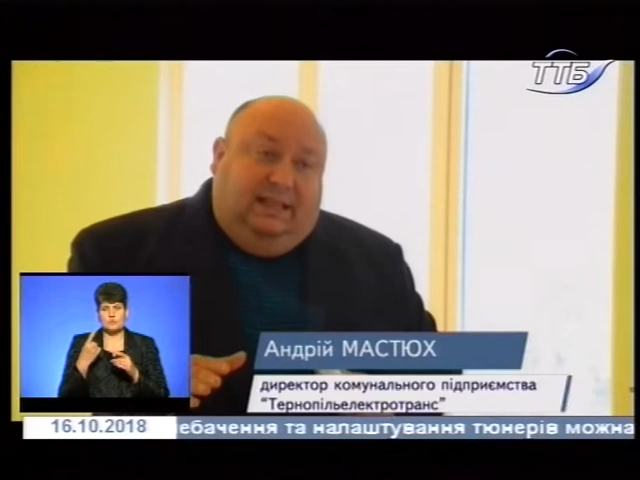 ТТБ
Андрій МАСТЮХ
директор комунального підприємства
“Тернопільелектротранс”
16.10.2018 ебачення та налаштування тюнерів можна